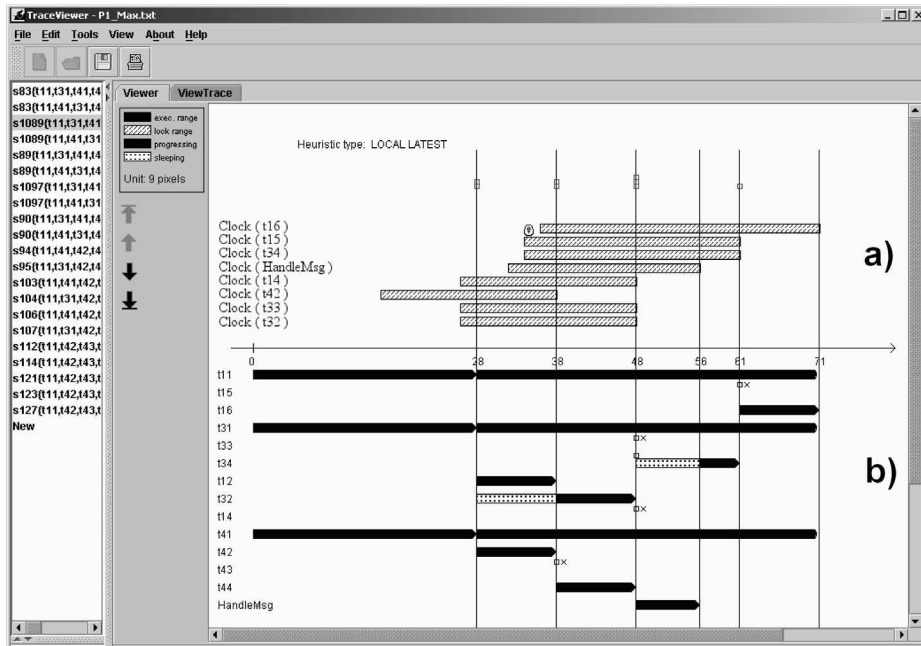 TraceViewer - P1_Max.txt
File Edit Tools View About Help
s83{t11,t31,t41,t4
s83{t11,t41,t31,t4
s1089{t11,t31,t41
s1089{t11,t41,t31
s89{t11,t31,t41,t4
s89{t11,t41,t31,t4
s1097{t11,t31,t41
s1097{t11,t41,t31
s90{t11,t31,t41,t4
s90{t11,t41,t31,t4
s94{t11,t41,t42,t4
s95{t11,t31,t42,t4
s103{t11,t41,t42,t
s104{t11,t31,t42,t
s106{t11,t41,t42,t
s107{t11,t31,t42,t
s112{t11,t42,t43,t
s114{t11,t42,t43,t
s121{t11,t42,t43,t
s123{t11,t42,t43,t
s127{t11,t42,t43,t
New
Viewer ViewTrace
exec. range
look range
progressing
sleeping
Unit: 9 pixels
Heuristic type: LOCAL LATEST
Clock ( t16 )
Clock ( t15 )
Clock ( t34 )
Clock ( HandleMsg )
Clock ( t14 )
Clock ( t42 )
Clock ( t33 )
Clock ( t32 )
a)
0 28 38 48 56 61 71
t11
t15
t16
t31
t33
t34
t12
t32
t14
t41
t42
t43
t44
HandleMsg
b)